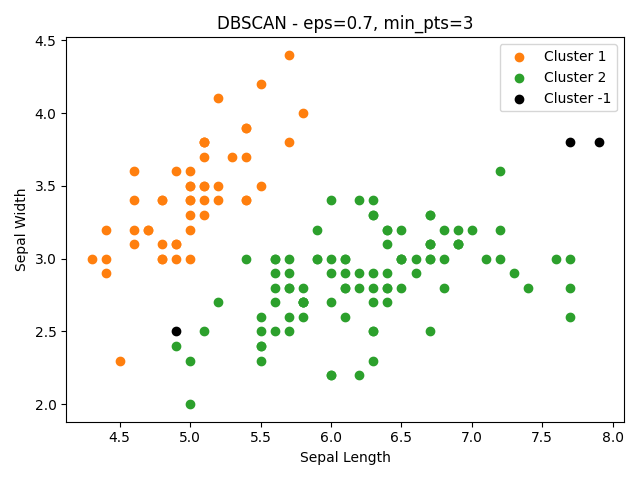 DBSCAN - eps=0.7, min_pts=3
Cluster 1
Cluster 2
Cluster -1
Sepal Width
4.5
4.0
3.5
3.0
2.5
2.0
4.5 5.0 5.5 6.0 6.5 7.0 7.5 8.0
Sepal Length